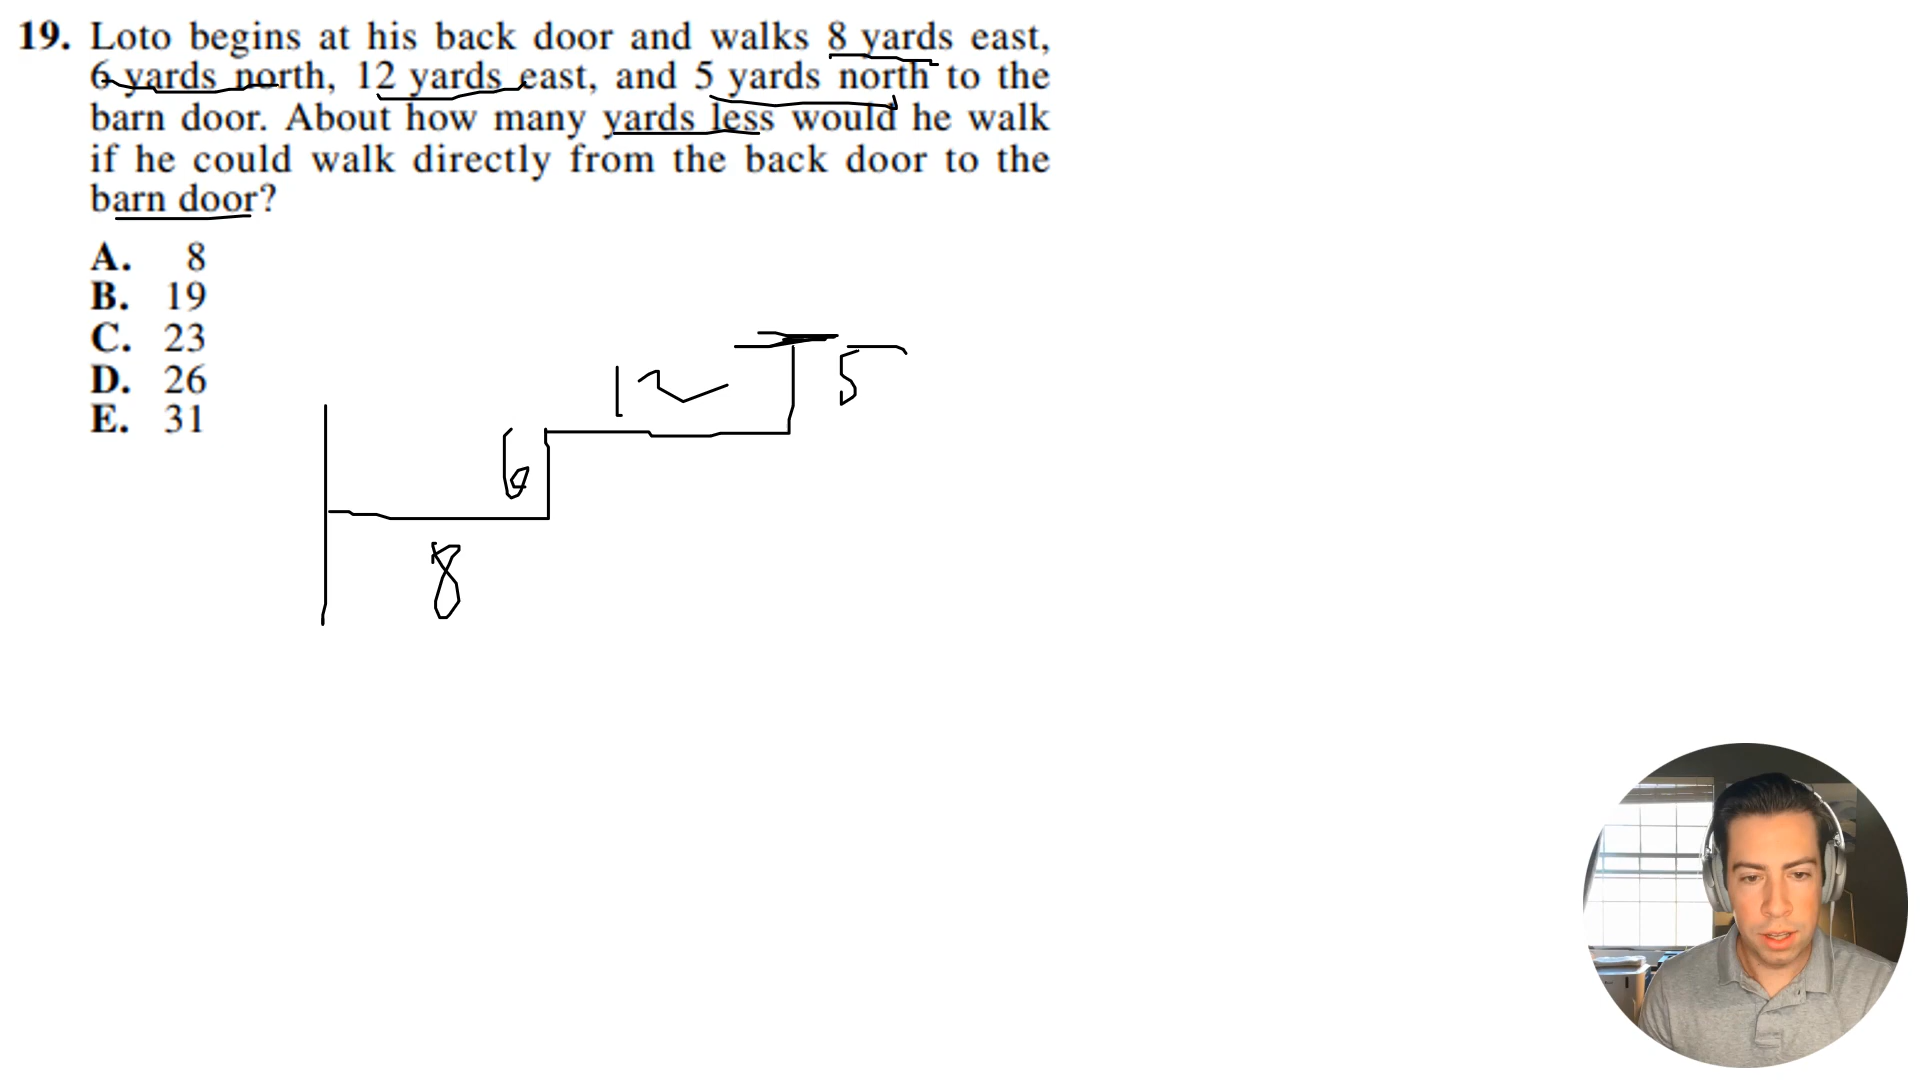 19. Loto begins at his back door and walks 8 yards east,
6 yards north, 12 yards east, and 5 yards north to the
barn door. About how many yards less would he walk
if he could walk directly from the back door to the
barn door?
A. 8
B. 19
C. 23
D. 26
E. 31
12
5
6
8